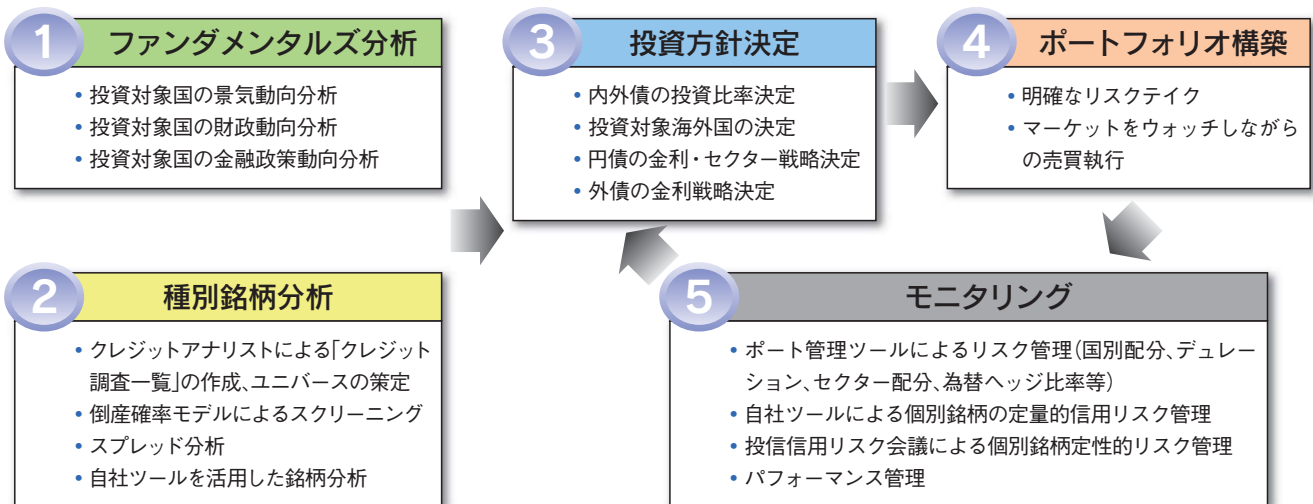 1
ファンダメンタルズ分析
• 投資対象国の景気動向分析
• 投資対象国の財政動向分析
• 投資対象国の金融政策動向分析
2
種別銘柄分析
• クレジットアナリストによる「クレジット
調査一覧」の作成、ユニバースの策定
• 倒産確率モデルによるスクリーニング
• スプレッド分析
• 自社ツールを活用した銘柄分析
3
投資方針決定
• 内外債の投資比率決定
• 投資対象海外国の決定
• 円債の金利・セクター戦略決定
• 外債の金利戦略決定
4
ポートフォリオ構築
• 明確なリスクテイク
• マーケットをウォッチしながら
の売買執行
5
モニタリング
• ポート管理ツールによるリスク管理(国別配分、デュレー
ション、セクター配分、為替ヘッジ比率等)
• 自社ツールによる個別銘柄の定量的信用リスク管理
• 投信信用リスク会議による個別銘柄定性的リスク管理
• パフォーマンス管理